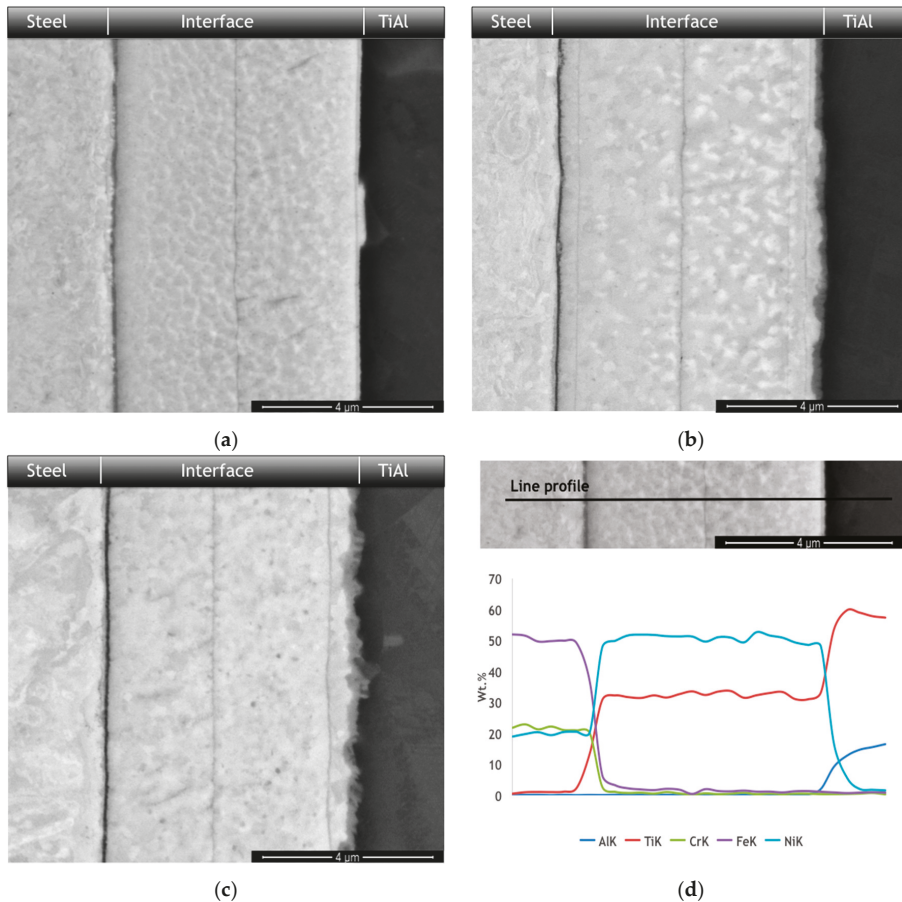 Steel Interface TiAl
4 µm
(a)
Steel Interface TiAl
4 µm
(b)
Steel Interface TiAl
4 µm
(c)
Line profile
4 µm
70
60
50
40
30
20
10
0
Wt.%
AlK TiK CrK FeK NiK
(d)